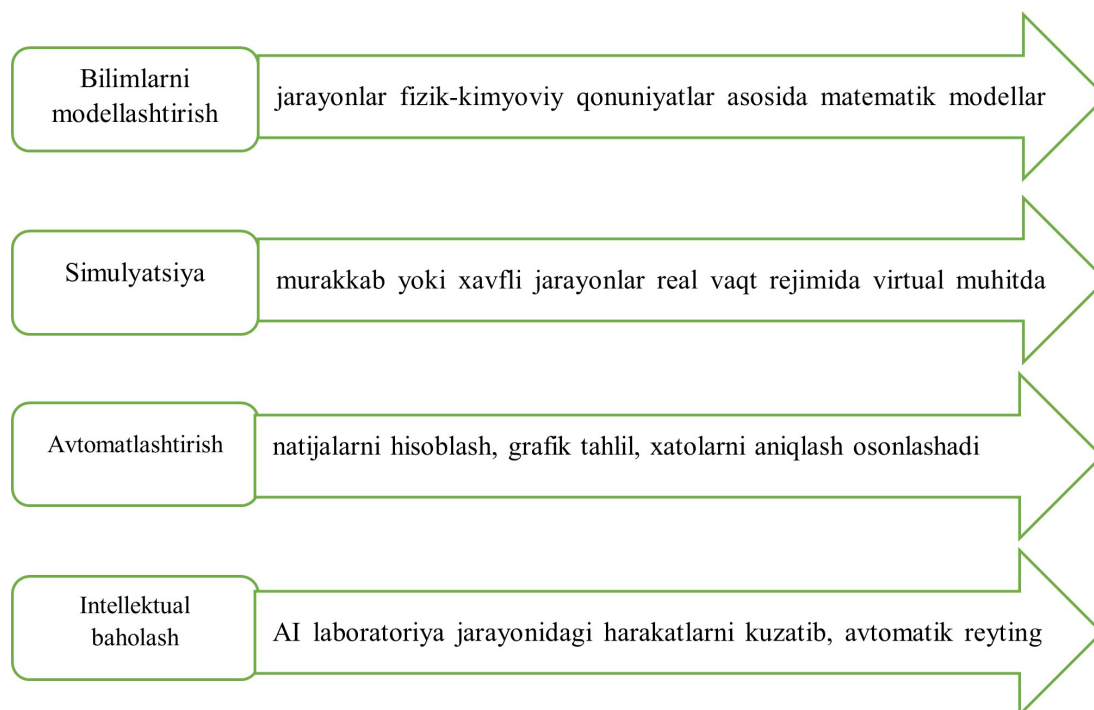 Bilimlarni
modellashtirish
jarayonlar fizik-kimyoviy qonuniyatlar asosida matematik modellar
Simulyatsiya
murakkab yoki xavfli jarayonlar real vaqt rejimida virtual muhitda
Avtomatlashtirish
natijalarni hisoblash, grafik tahlil, xatolarni aniqlash osonlashadi
Intellektual
baholash
AI laboratoriya jarayonidagi harakatlarni kuzatib, avtomatik reyting